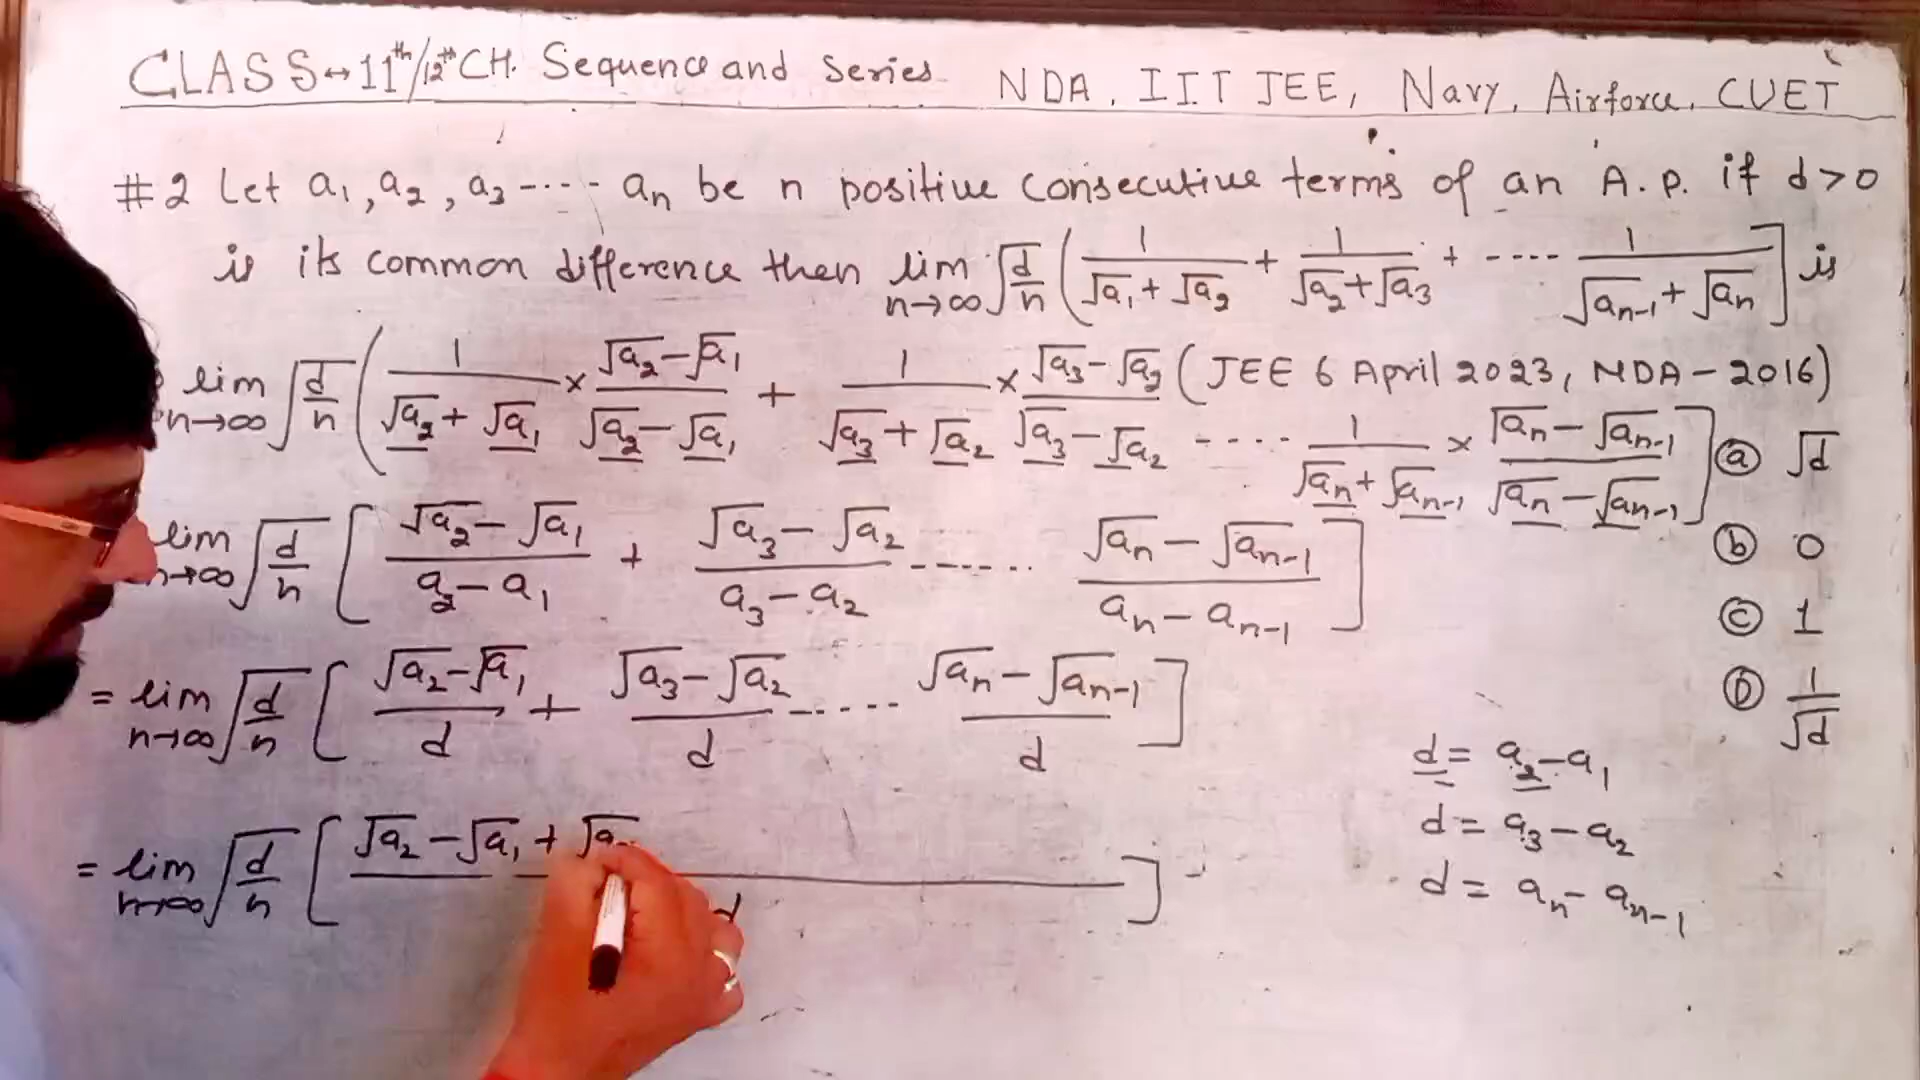 CLASS → 11th/12th CH. Sequence and Series NDA, IIT JEE, Navy, Airforce, CUET
#2 Let a₁, a₂, a₃ ---- aₙ be n positive consecutive terms of an A.P. if d>0
is its common difference then lim n→∞ √(d/n) (1/(√a₁+√a₂) + 1/(√a₂+√a₃) + ---- 1/(√aₙ₋₁+√aₙ)] is
lim n→∞ √(d/n) (1/(√a₂+√a₁) × (√a₂-√a₁)/(√a₂-√a₁) + 1/(√a₃+√a₂) × (√a₃-√a₂)/(√a₃-√a₂) ---- 1/(√aₙ+√aₙ₋₁) × (√aₙ-√aₙ₋₁)/(√aₙ-√aₙ₋₁)]
(JEE 6 April 2023, NDA-2016)
ⓐ √d
lim n→∞ √(d/n) [(√a₂-√a₁)/(a₂-a₁) + (√a₃-√a₂)/(a₃-a₂) ------ (√aₙ-√aₙ₋₁)/(aₙ-aₙ₋₁)]
ⓑ 0
ⓒ 1
= lim n→∞ √(d/n) [(√a₂-√a₁)/d + (√a₃-√a₂)/d ----- (√aₙ-√aₙ₋₁)/d]
Ⓓ 1/√d
d = a₂-a₁
d = a₃-a₂
d = aₙ-aₙ₋₁
= lim n→∞ √(d/n) [(√a₂-√a₁+√a)/d]